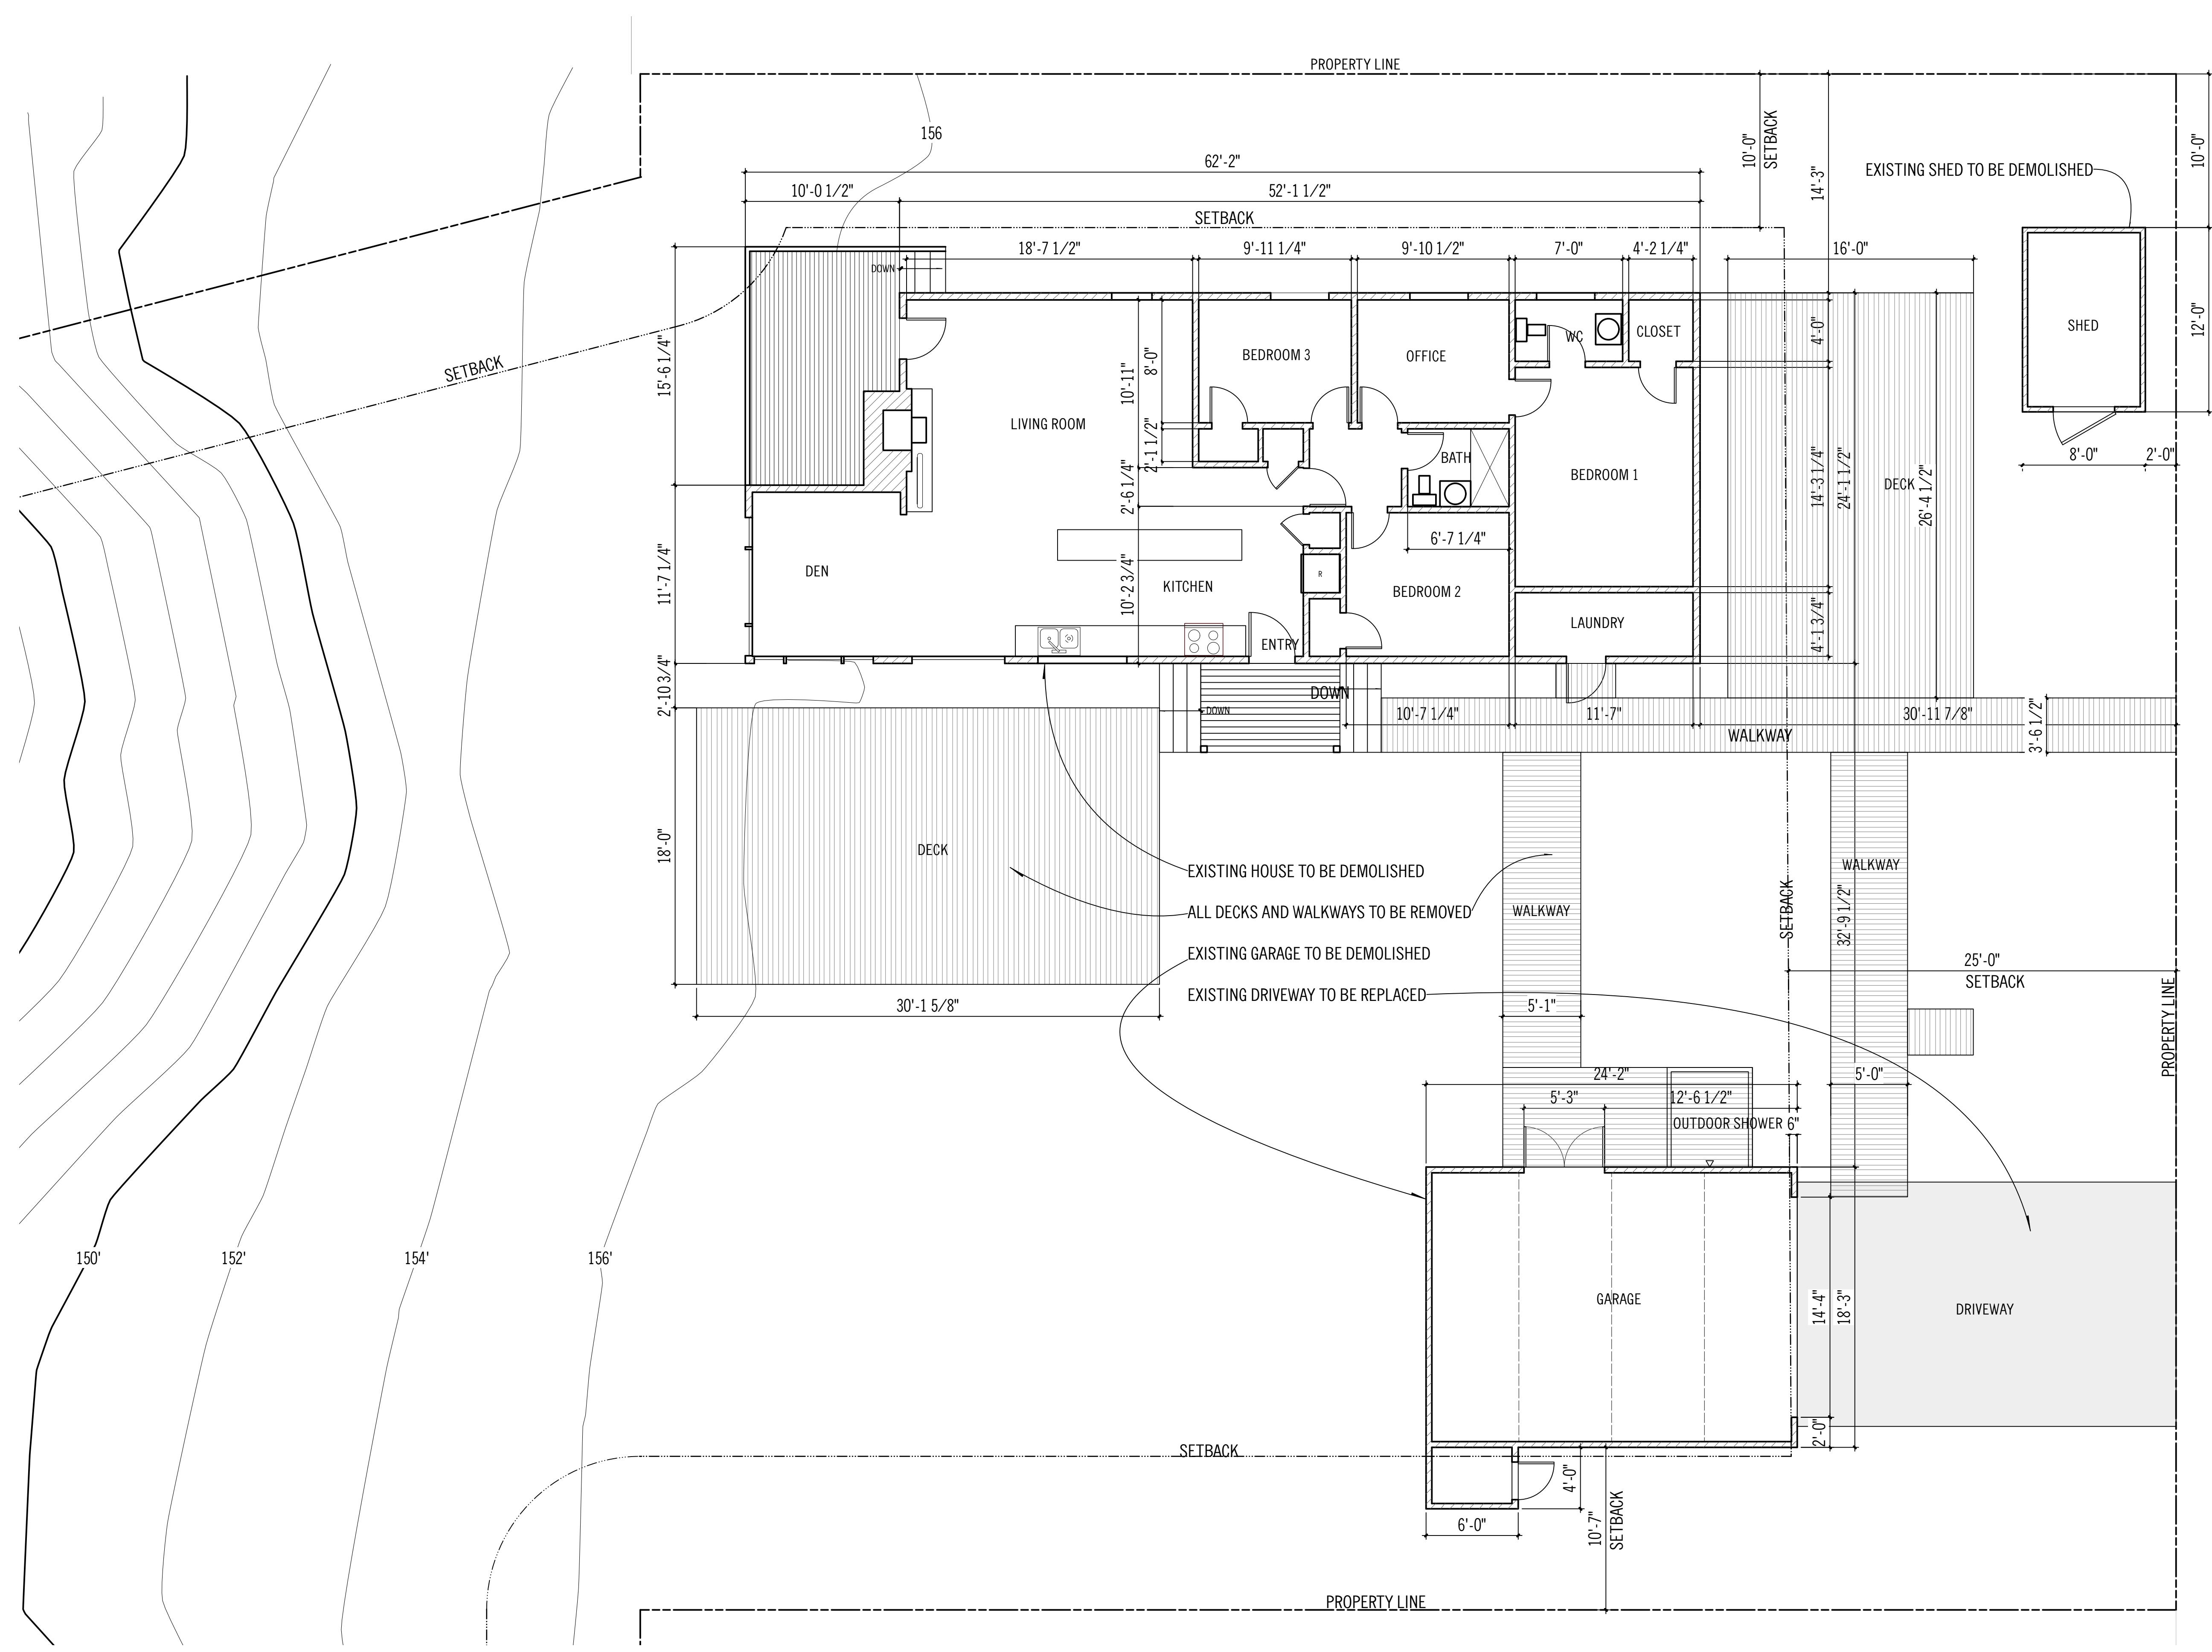 PROPERTY LINE
156
10'-0"
SETBACK
10'-0"
62'-2"
EXISTING SHED TO BE DEMOLISHED
14'-3"
10'-0 1/2"
52'-1 1/2"
SETBACK
18'-7 1/2"
9'-11 1/4"
9'-10 1/2"
7'-0"
4'-2 1/4"
16'-0"
DOWN
12'-0"
SHED
WC
CLOSET
4'-0"
15'-6 1/4"
SETBACK
8'-0"
10'-11"
BEDROOM 3
OFFICE
LIVING ROOM
2'-1 1/2"
BATH
8'-0"
2'-0"
BEDROOM 1
14'-3 1/4"
24'-1 1/2"
DECK
26'-4 1/2"
2'-6 1/4"
6'-7 1/4"
11'-7 1/4"
DEN
10'-2 3/4"
KITCHEN
R
BEDROOM 2
LAUNDRY
4'-1 3/4"
ENTRY
2'-10 3/4"
DOWN
DOWN
10'-7 1/4"
11'-7"
30'-11 7/8"
3'-6 1/2"
WALKWAY
18'-0"
DECK
EXISTING HOUSE TO BE DEMOLISHED
WALKWAY
ALL DECKS AND WALKWAYS TO BE REMOVED
WALKWAY
SETBACK
32'-9 1/2"
EXISTING GARAGE TO BE DEMOLISHED
25'-0"
SETBACK
EXISTING DRIVEWAY TO BE REPLACED
30'-1 5/8"
5'-1"
PROPERTY LINE
24'-2"
5'-0"
5'-3"
12'-6 1/2"
OUTDOOR SHOWER
6"
150'
152'
154'
156'
GARAGE
14'-4"
18'-3"
DRIVEWAY
2'-0"
SETBACK
4'-0"
6'-0"
10'-7"
SETBACK
PROPERTY LINE